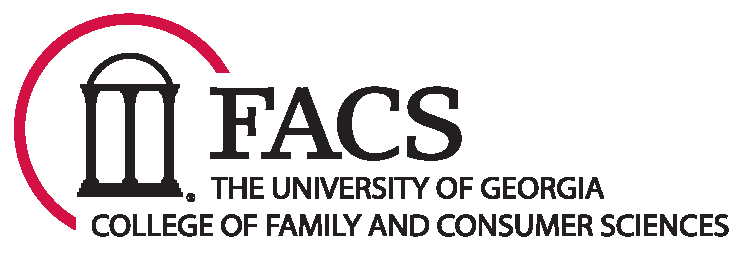 FACS
® THE UNIVERSITY OF GEORGIA
COLLEGE OF FAMILY AND CONSUMER SCIENCES